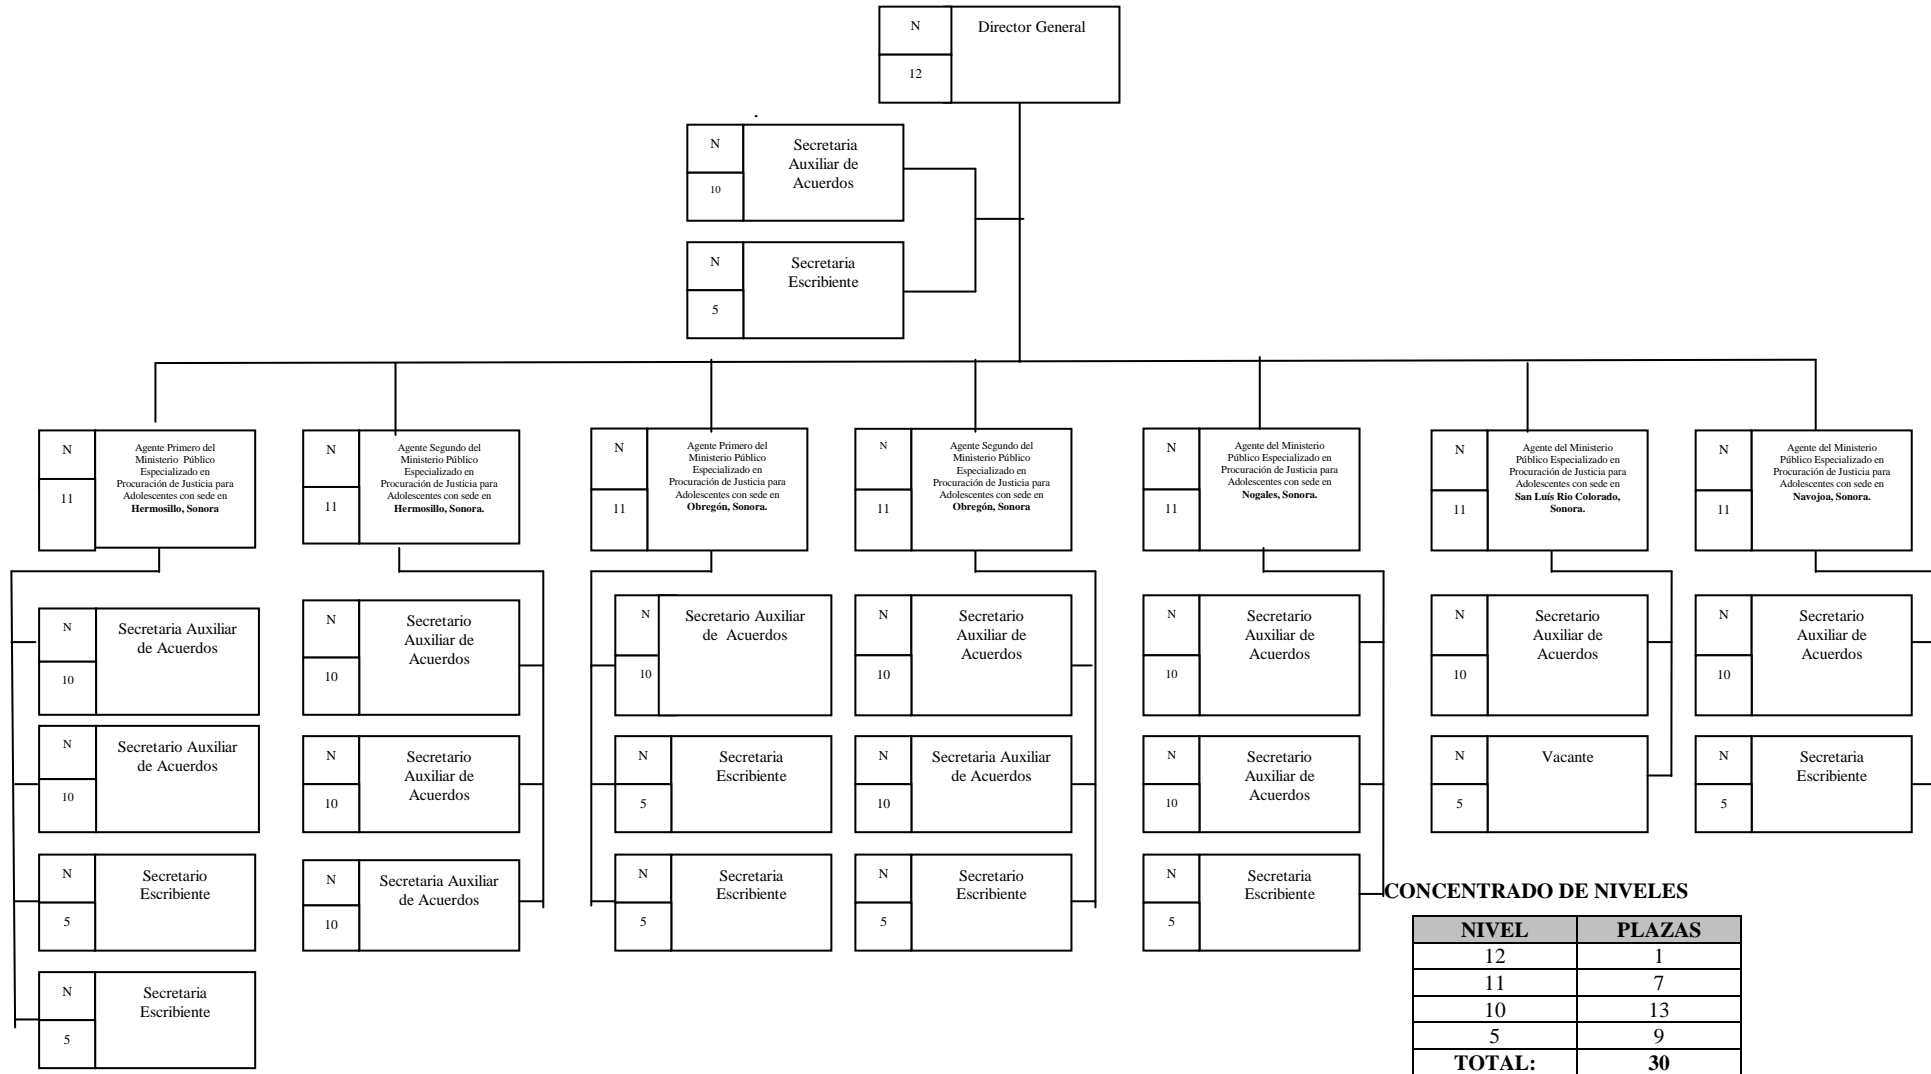 N
Director General
12
.
N
Secretaria
Auxiliar de
Acuerdos
10
N
Secretaria
Escribiente
5
N
Agente Primero del
Ministerio Público
Especializado en
Procuración de Justicia para
Adolescentes con sede en
Hermosillo, Sonora
11
N
Agente Segundo del
Ministerio Público
Especializado en
Procuración de Justicia para
Adolescentes con sede en
Hermosillo, Sonora.
11
N
Agente Primero del
Ministerio Público
Especializado en
Procuración de Justicia para
Adolescentes con sede en
Obregón, Sonora.
11
N
Agente Segundo del
Ministerio Público
Especializado en
Procuración de Justicia para
Adolescentes con sede en
Obregón, Sonora
11
N
Agente del Ministerio
Público Especializado en
Procuración de Justicia para
Adolescentes con sede en
Nogales, Sonora.
11
N
Agente del Ministerio
Público Especializado en
Procuración de Justicia para
Adolescentes con sede en
San Luís Rio Colorado,
Sonora.
11
N
Agente del Ministerio
Público Especializado en
Procuración de Justicia para
Adolescentes con sede en
Navojoa, Sonora.
11
N
Secretaria Auxiliar
de Acuerdos
10
N
Secretario
Auxiliar de
Acuerdos
10
N
Secretario Auxiliar
de Acuerdos
10
N
Secretario
Auxiliar de
Acuerdos
10
N
Secretario
Auxiliar de
Acuerdos
10
N
Secretario
Auxiliar de
Acuerdos
10
N
Secretario
Auxiliar de
Acuerdos
10
N
Secretario Auxiliar
de Acuerdos
10
N
Secretario
Auxiliar de
Acuerdos
10
N
Secretaria
Escribiente
5
N
Secretaria Auxiliar
de Acuerdos
10
N
Secretario
Auxiliar de
Acuerdos
10
N
Vacante
5
N
Secretaria
Escribiente
5
N
Secretario
Escribiente
5
N
Secretaria Auxiliar
de Acuerdos
10
N
Secretaria
Escribiente
5
N
Secretario
Escribiente
5
N
Secretaria
Escribiente
5
N
Secretaria
Escribiente
5
CONCENTRADO DE NIVELES
NIVEL PLAZAS
12 1
11 7
10 13
5 9
TOTAL: 30